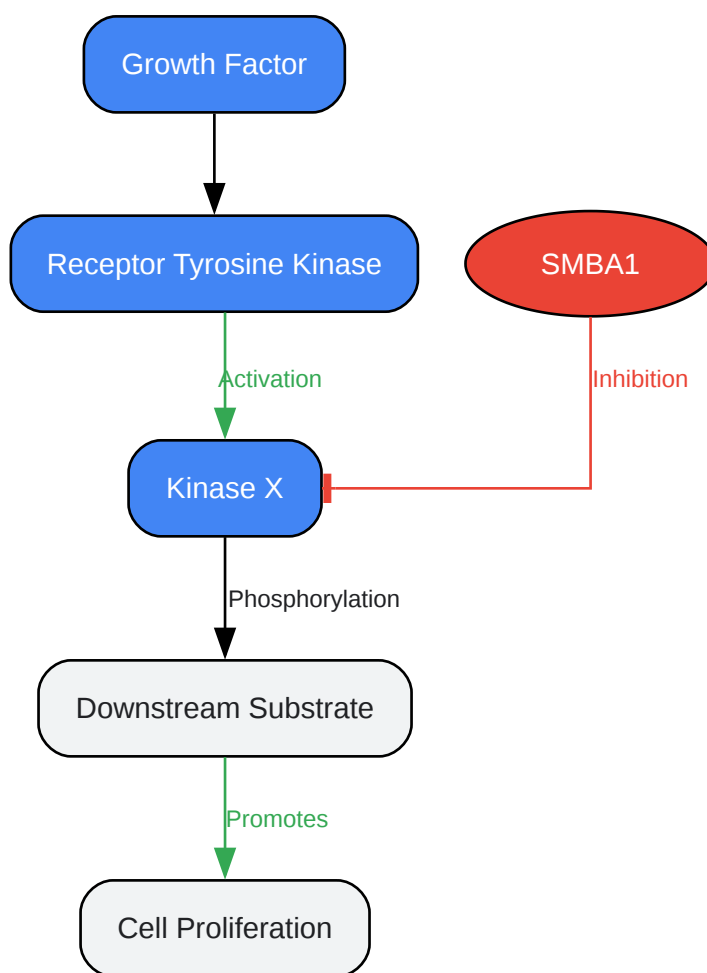 Growth Factor
Receptor Tyrosine Kinase
SMBA1
Activation
Inhibition
Kinase X
Phosphorylation
Downstream Substrate
Promotes
Cell Proliferation